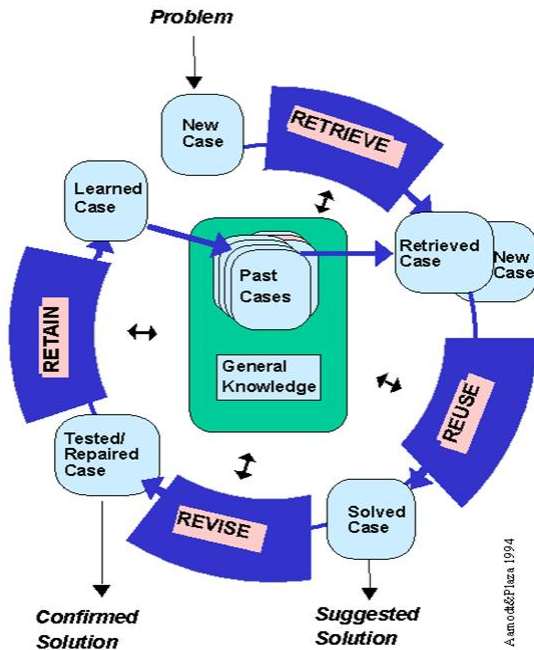 Problem
New
Case
RETRIEVE
Learned
Case
Retrieved
Case
New
Case
Past
Cases
General
Knowledge
RETAIN
REUSE
Tested/
Repaired
Case
REVISE
Solved
Case
Confirmed
Solution
Suggested
Solution
Aamodt&Plaza 1994